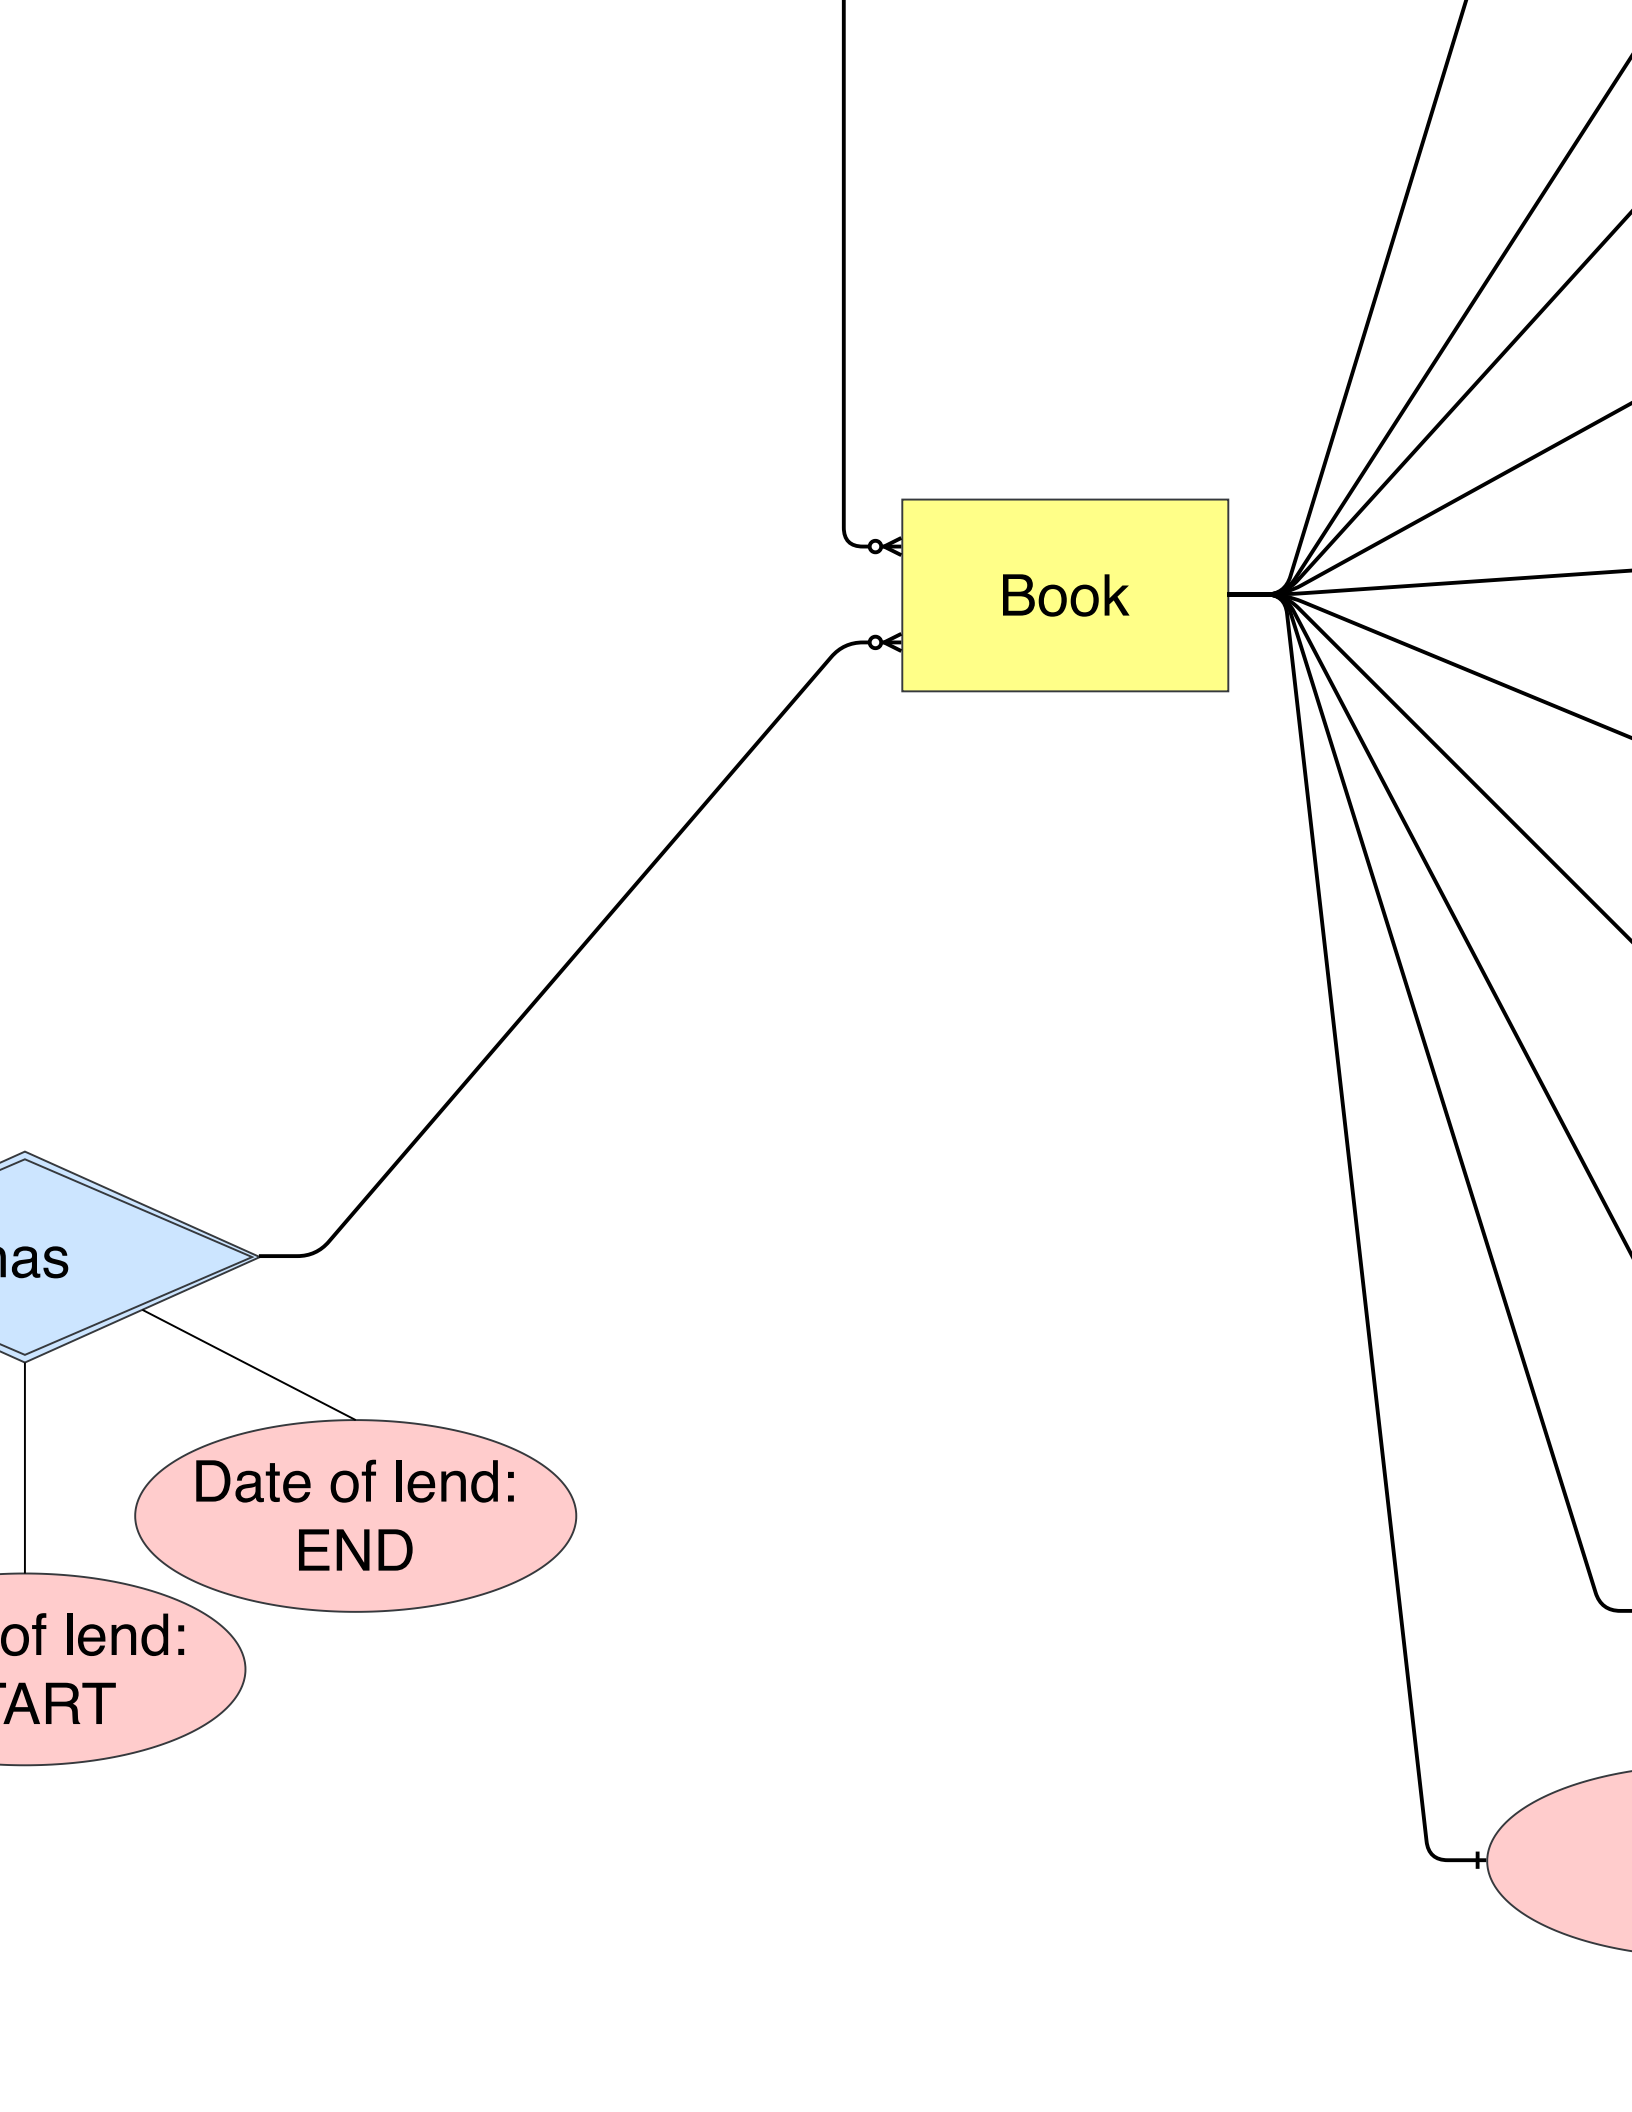 Book
has
Date of lend:
END
of lend:
TART